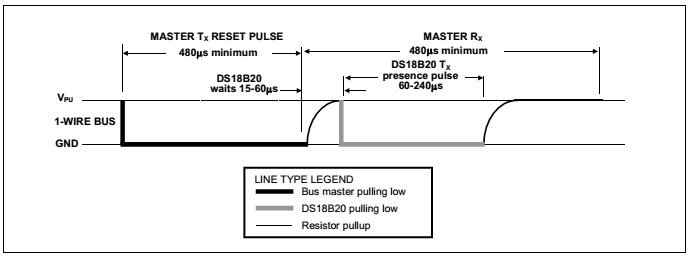 MASTER TX RESET PULSE
480µs minimum
MASTER RX
480µs minimum
DS18B20
waits 15-60µs
DS18B20 TX
presence pulse
60-240µs
VPU
1-WIRE BUS
GND
LINE TYPE LEGEND
Bus master pulling low
DS18B20 pulling low
Resistor pullup